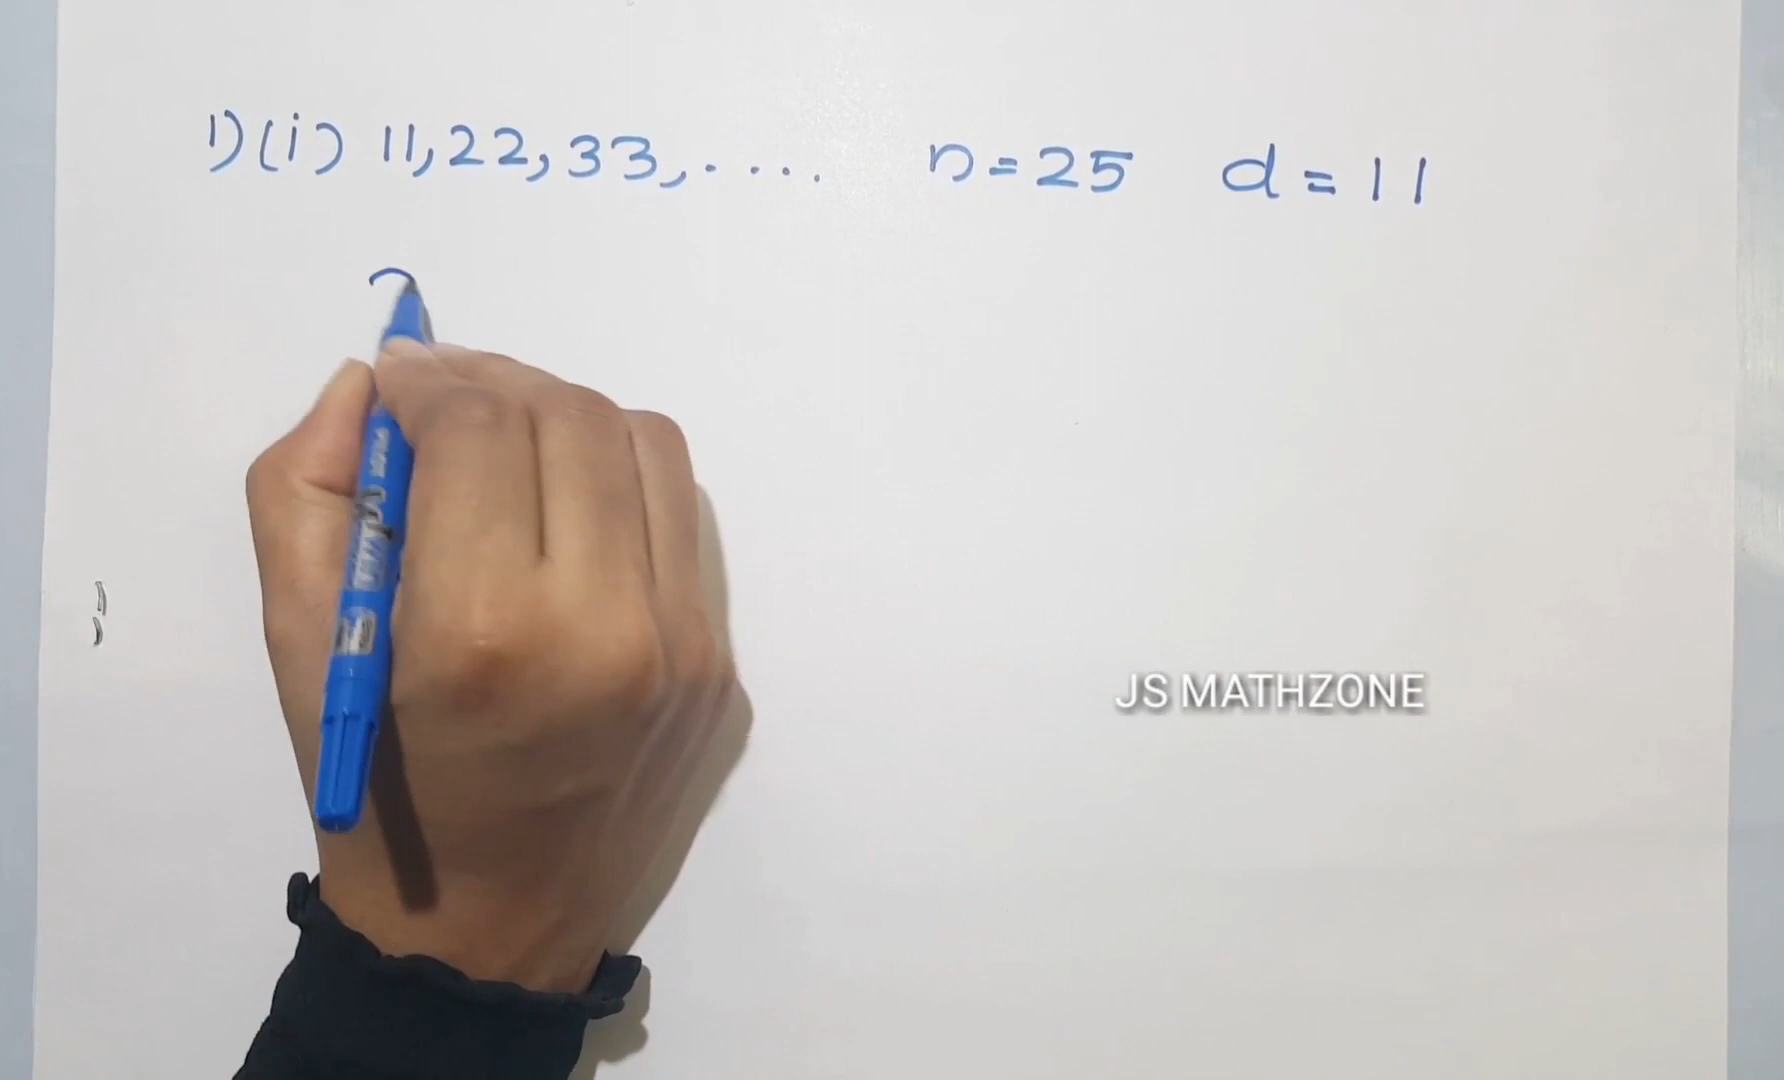 1) (i) 11, 22, 33, .... n = 25 d = 11
JS MATHZONE